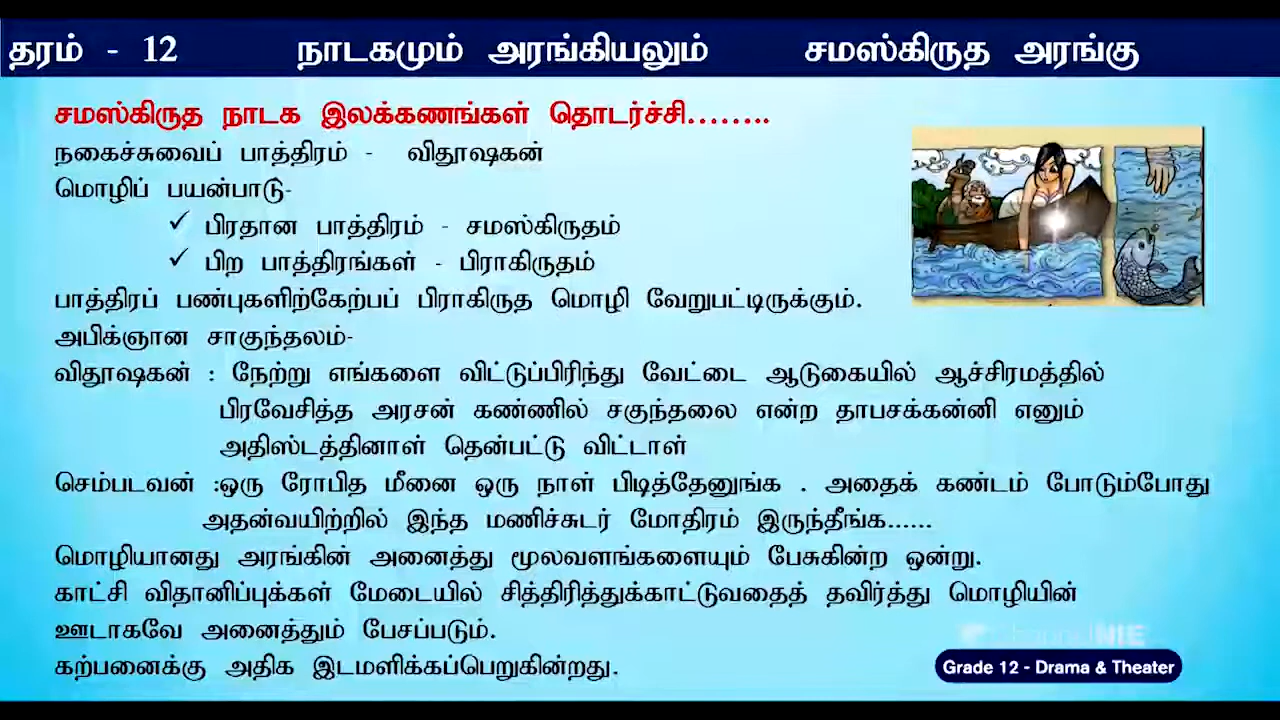 தரம் - 12 நாடகமும் அரங்கியலும் சமஸ்கிருத அரங்கு
சமஸ்கிருத நாடக இலக்கணங்கள் தொடர்ச்சி........
நகைச்சுவைப் பாத்திரம் - விதூஷகன்
மொழிப் பயன்பாடு-
✓ பிரதான பாத்திரம் - சமஸ்கிருதம்
✓ பிற பாத்திரங்கள் - பிராகிருதம்
பாத்திரப் பண்புகளிற்கேற்பப் பிராகிருத மொழி வேறுபட்டிருக்கும்.
அபிக்ஞான சாகுந்தலம்-
விதூஷகன் : நேற்று எங்களை விட்டுப்பிரிந்து வேட்டை ஆடுகையில் ஆச்சிரமத்தில்
பிரவேசித்த அரசன் கண்ணில் சகுந்தலை என்ற தாபசக்கன்னி எனும்
அதிஸ்டத்தினாள் தென்பட்டு விட்டாள்
செம்படவன் :ஒரு ரோபித மீனை ஒரு நாள் பிடித்தேனுங்க . அதைக் கண்டம் போடும்போது
அதன்வயிற்றில் இந்த மணிச்சுடர் மோதிரம் இருந்தீங்க......
மொழியானது அரங்கின் அனைத்து மூலவளங்களையும் பேசுகின்ற ஒன்று.
காட்சி விதானிப்புக்கள் மேடையில் சித்திரித்துக்காட்டுவதைத் தவிர்த்து மொழியின்
ஊடாகவே அனைத்தும் பேசப்படும்.
கற்பனைக்கு அதிக இடமளிக்கப்பெறுகின்றது.
channel NIE
Grade 12 - Drama & Theater